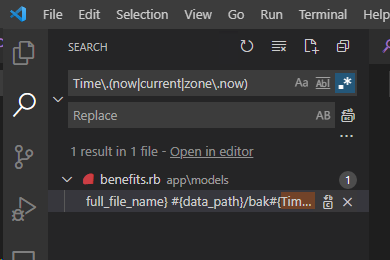 File Edit Selection View Go Run Terminal Help
SEARCH
Time\.(now|current|zone\.now)
Aa Abl .*
Replace
AB
...
1 result in 1 file - Open in editor
benefits.rb app\models 1
full_file_name} #{data_path}/bak#{Tim...